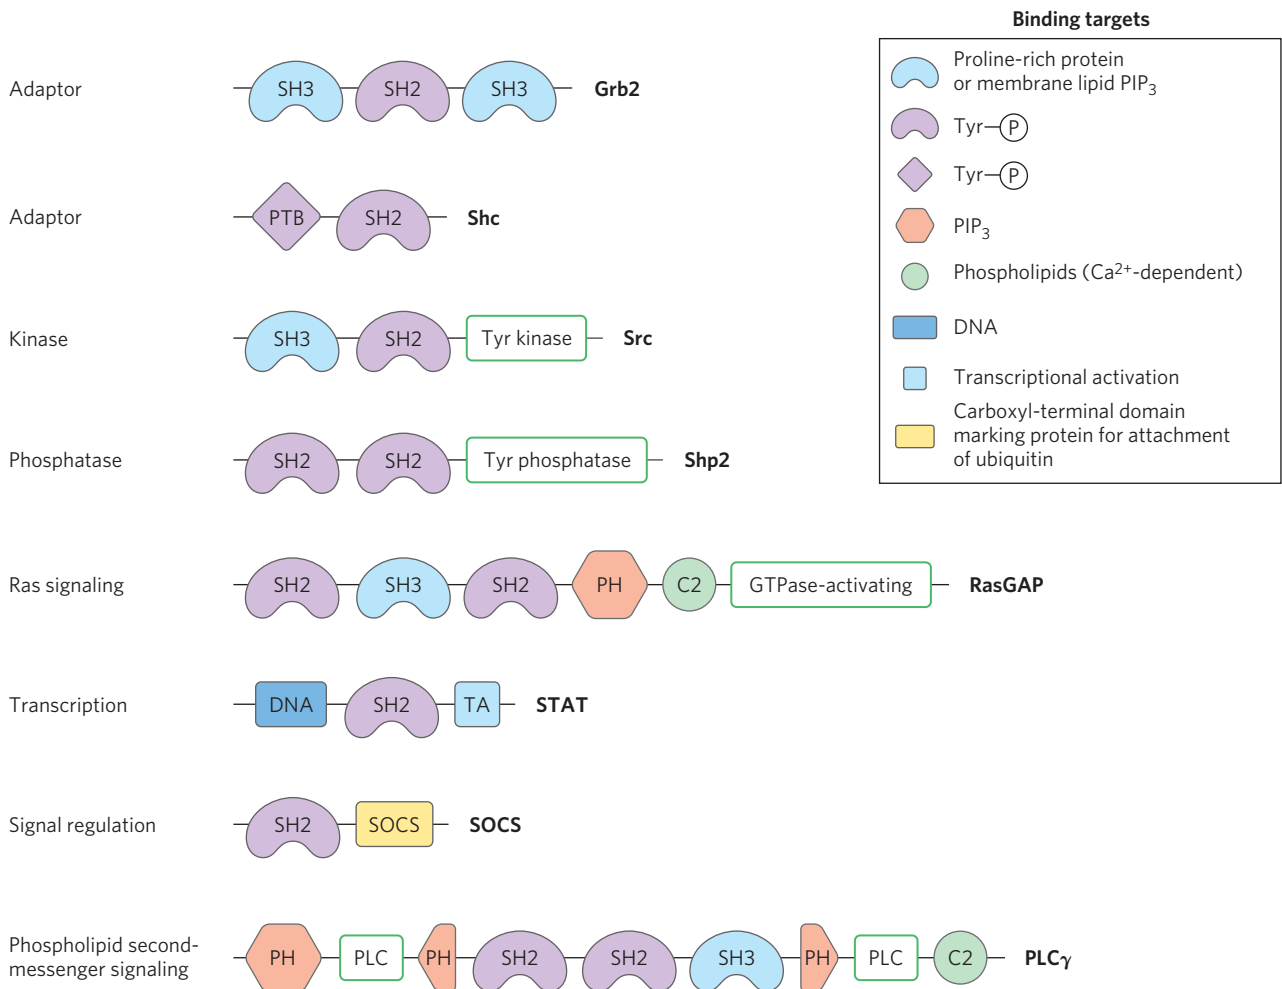 Binding targets
Proline-rich protein
or membrane lipid PIP₃
Tyr—P
Tyr—P
PIP₃
Phospholipids (Ca²⁺-dependent)
DNA
Transcriptional activation
Carboxyl-terminal domain
marking protein for attachment
of ubiquitin
Adaptor SH3 SH2 SH3 Grb2
Adaptor PTB SH2 Shc
Kinase SH3 SH2 Tyr kinase Src
Phosphatase SH2 SH2 Tyr phosphatase Shp2
Ras signaling SH2 SH3 SH2 PH C2 GTPase-activating RasGAP
Transcription DNA SH2 TA STAT
Signal regulation SH2 SOCS SOCS
Phospholipid second-
messenger signaling
PH PLC PH SH2 SH2 SH3 PH PLC C2 PLCγ